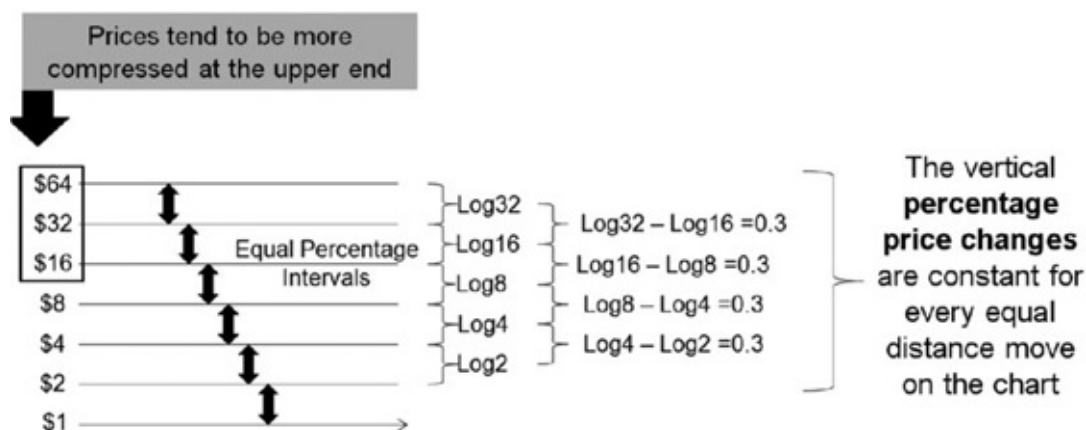 Prices tend to be more
compressed at the upper end
$64
$32
$16
$8
$4
$2
$1
Equal Percentage
Intervals
Log32
Log16
Log8
Log4
Log2
Log32 – Log16 =0.3
Log16 – Log8 =0.3
Log8 – Log4 =0.3
Log4 – Log2 =0.3
The vertical
percentage
price changes
are constant for
every equal
distance move
on the chart